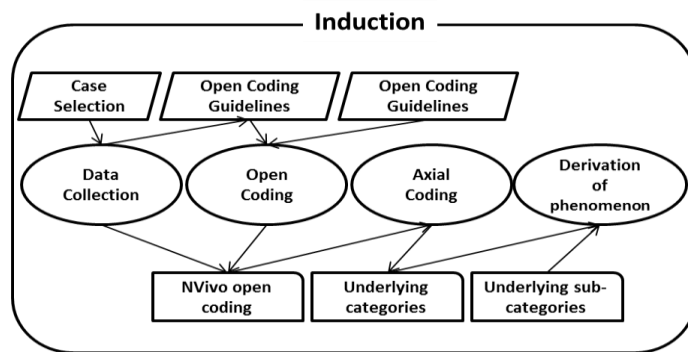 Induction
Case
Selection
Open Coding
Guidelines
Open Coding
Guidelines
Data
Collection
Open
Coding
Axial
Coding
Derivation
of
phenomenon
NVivo open
coding
Underlying
categories
Underlying sub-
categories